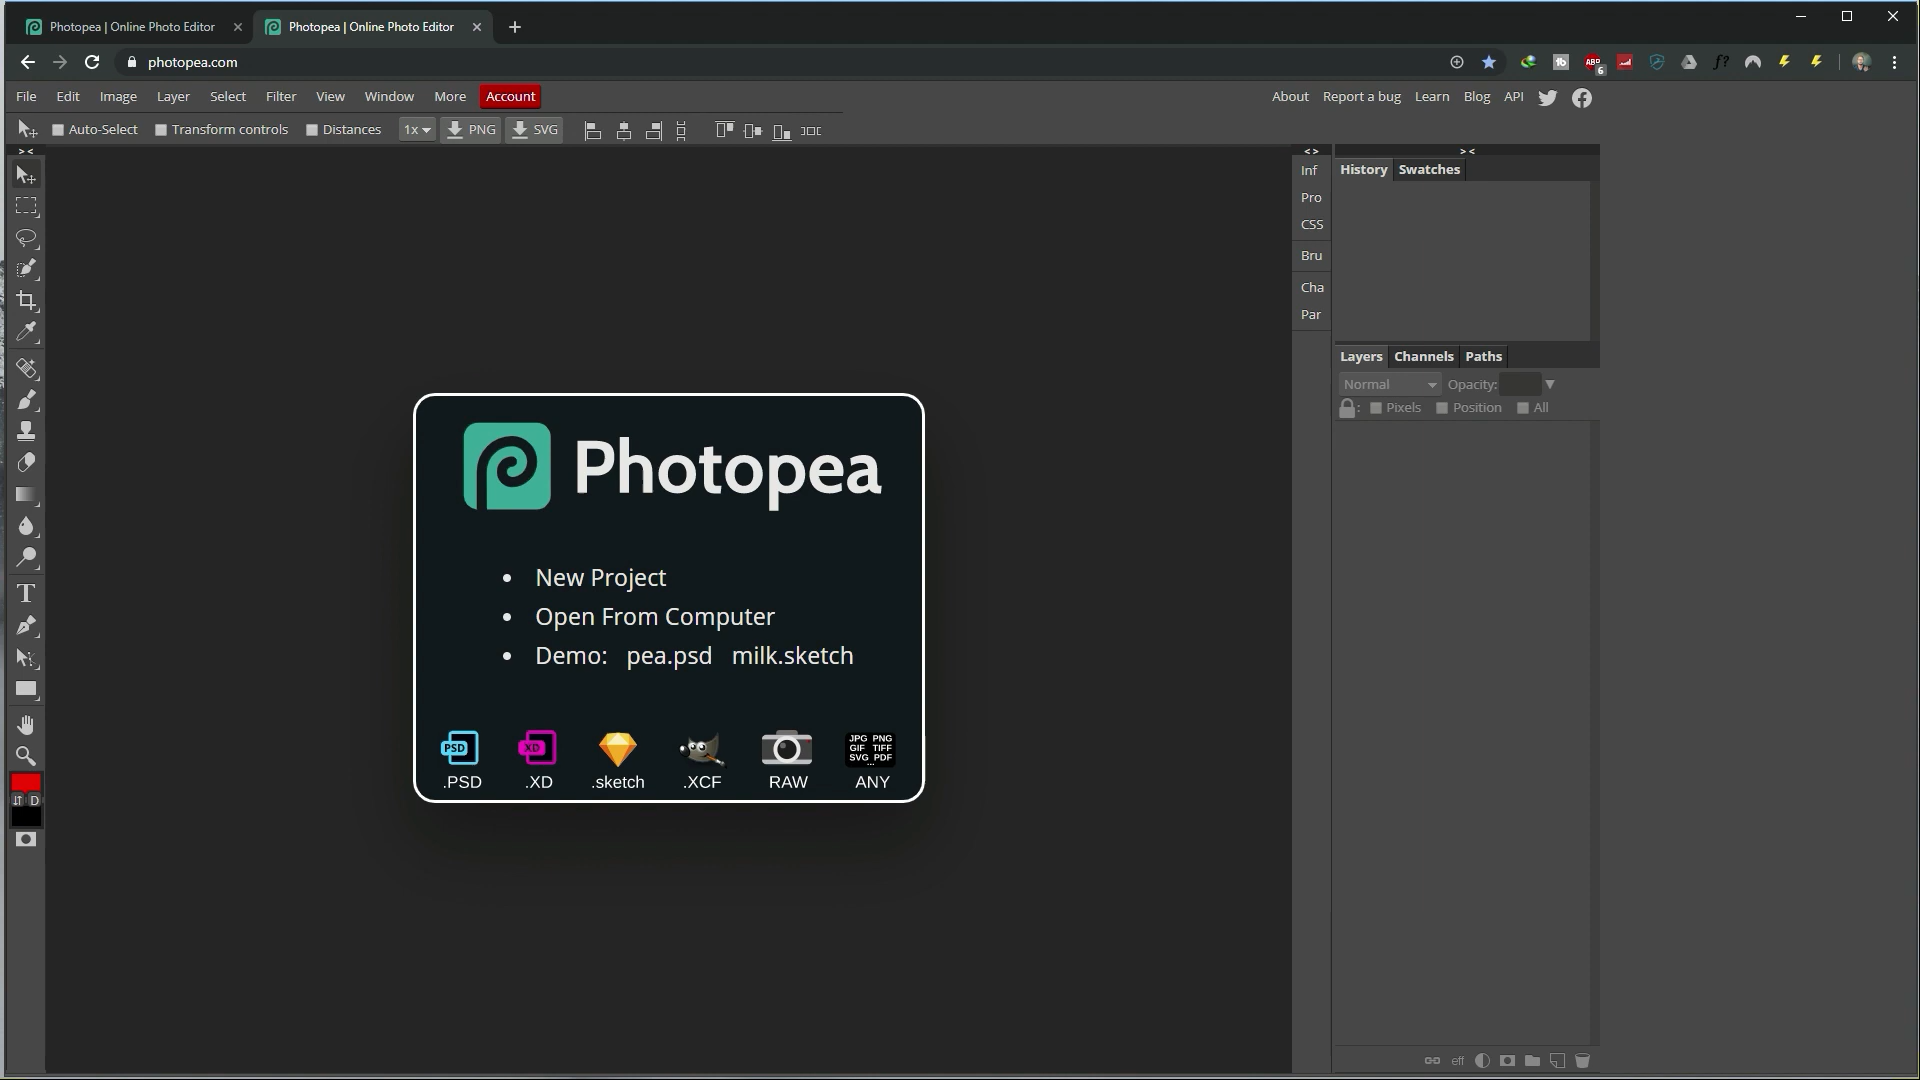 Photopea | Online Photo Editor
Photopea | Online Photo Editor
photopea.com
ABP
6
f?
File Edit Image Layer Select Filter View Window More Account
About Report a bug Learn Blog API
Auto-Select Transform controls Distances 1x PNG SVG
> <
< >
> <
Inf
Pro
CSS
Bru
Cha
Par
History Swatches
Layers Channels Paths
Normal Opacity:
Pixels Position All
Photopea
New Project
Open From Computer
Demo: pea.psd milk.sketch
PSD
XD
JPG PNG
GIF TIFF
SVG PDF
...
.PSD .XD .sketch .XCF RAW ANY
T
D
eff